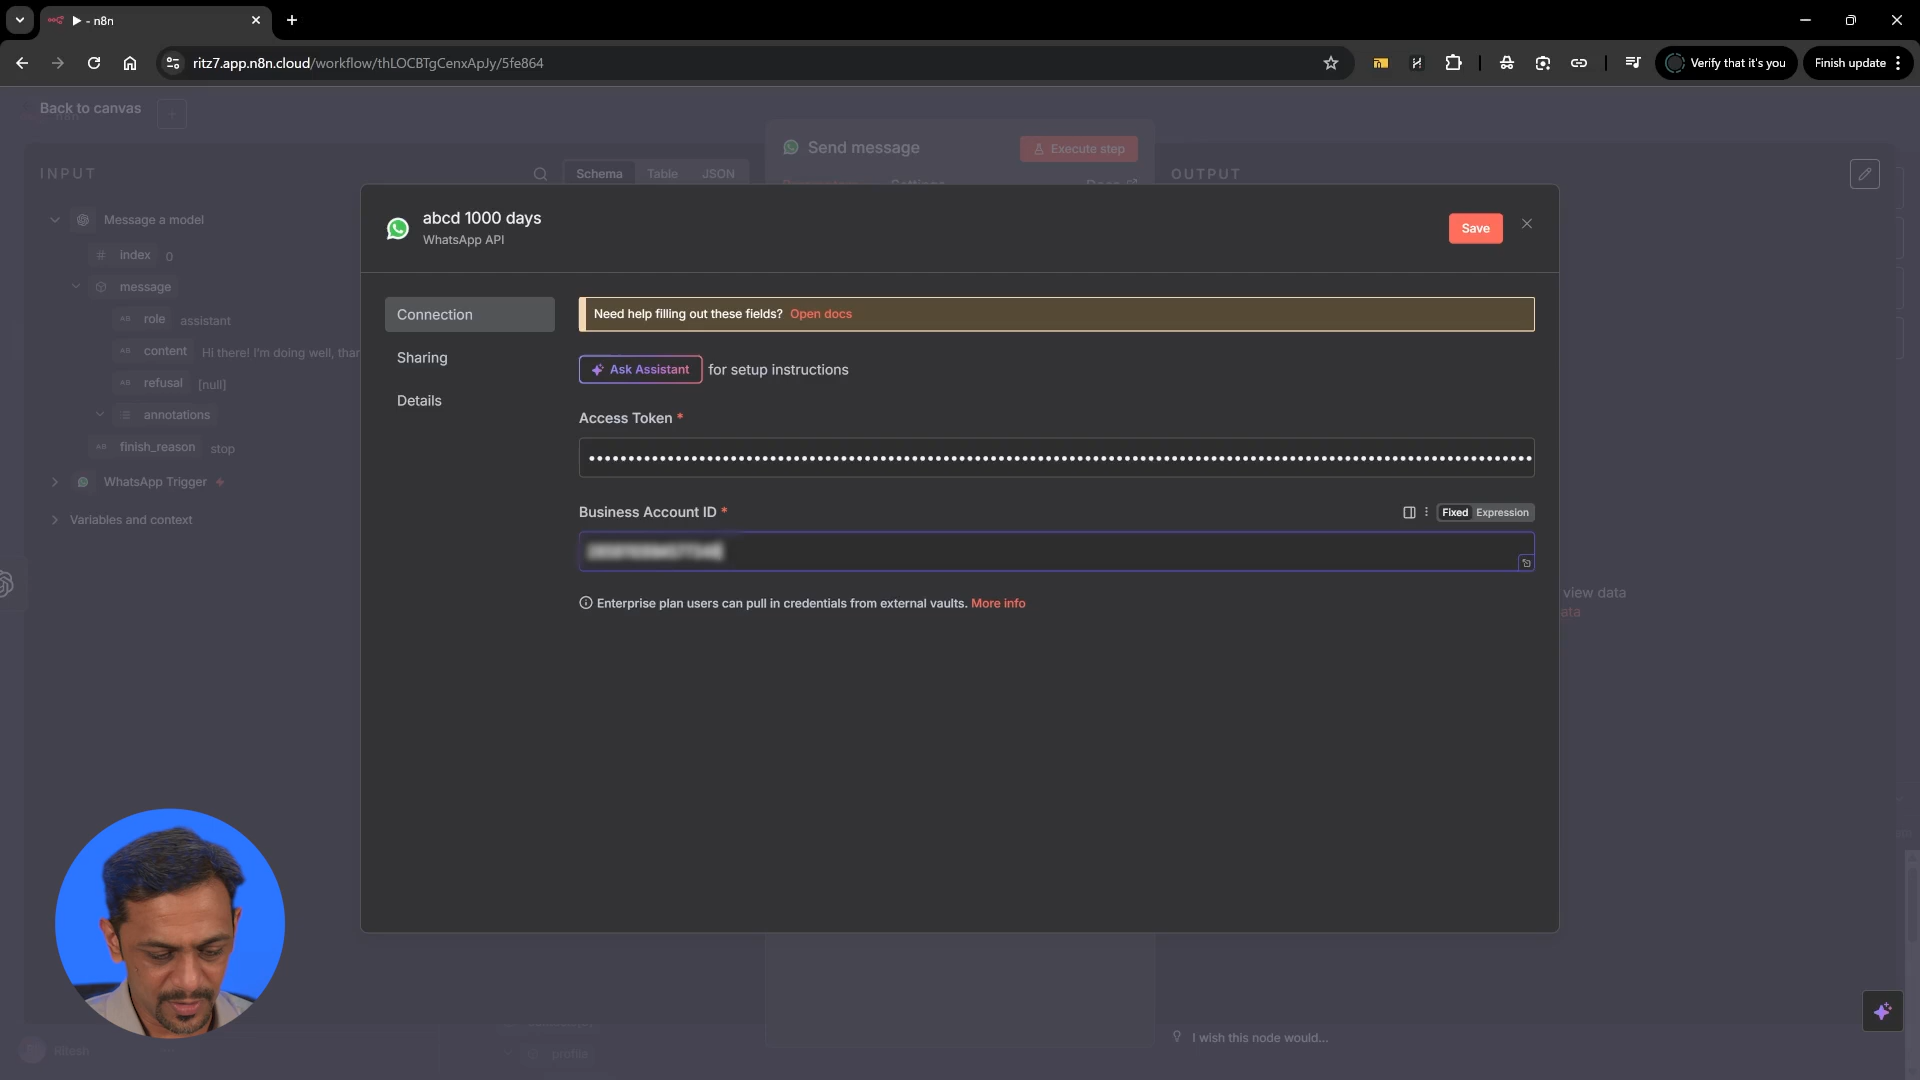 ▶ - n8n
ritz7.app.n8n.cloud/workflow/thLOCBTgCenxApJy/5fe864
Verify that it's you
Finish update
Back to canvas
INPUT
Schema
Table
JSON
Send message
Execute step
OUTPUT
Message a model
index 0
message
role assistant
content Hi there! I'm doing well, than
refusal [null]
annotations
finish_reason stop
WhatsApp Trigger
Variables and context
abcd 1000 days
WhatsApp API
Save
Connection
Sharing
Details
Need help filling out these fields? Open docs
Ask Assistant for setup instructions
Access Token *
Business Account ID *
Fixed Expression
Enterprise plan users can pull in credentials from external vaults. More info
view data
ata
profile
Ritesh
I wish this node would...